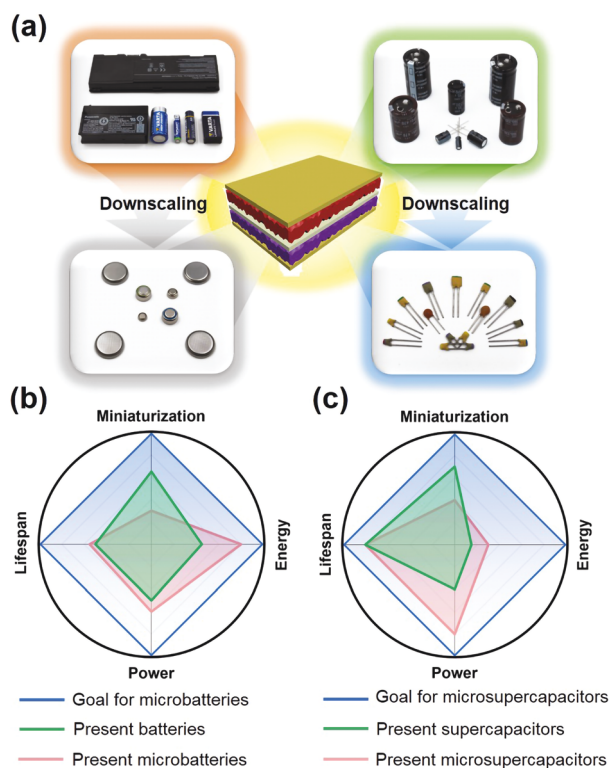 (a)
VARTA
Downscaling
Downscaling
(b)
(c)
Miniaturization
Miniaturization
Lifespan
Energy
Lifespan
Energy
Power
Power
Goal for microbatteries
Present batteries
Present microbatteries
Goal for microsupercapacitors
Present supercapacitors
Present microsupercapacitors